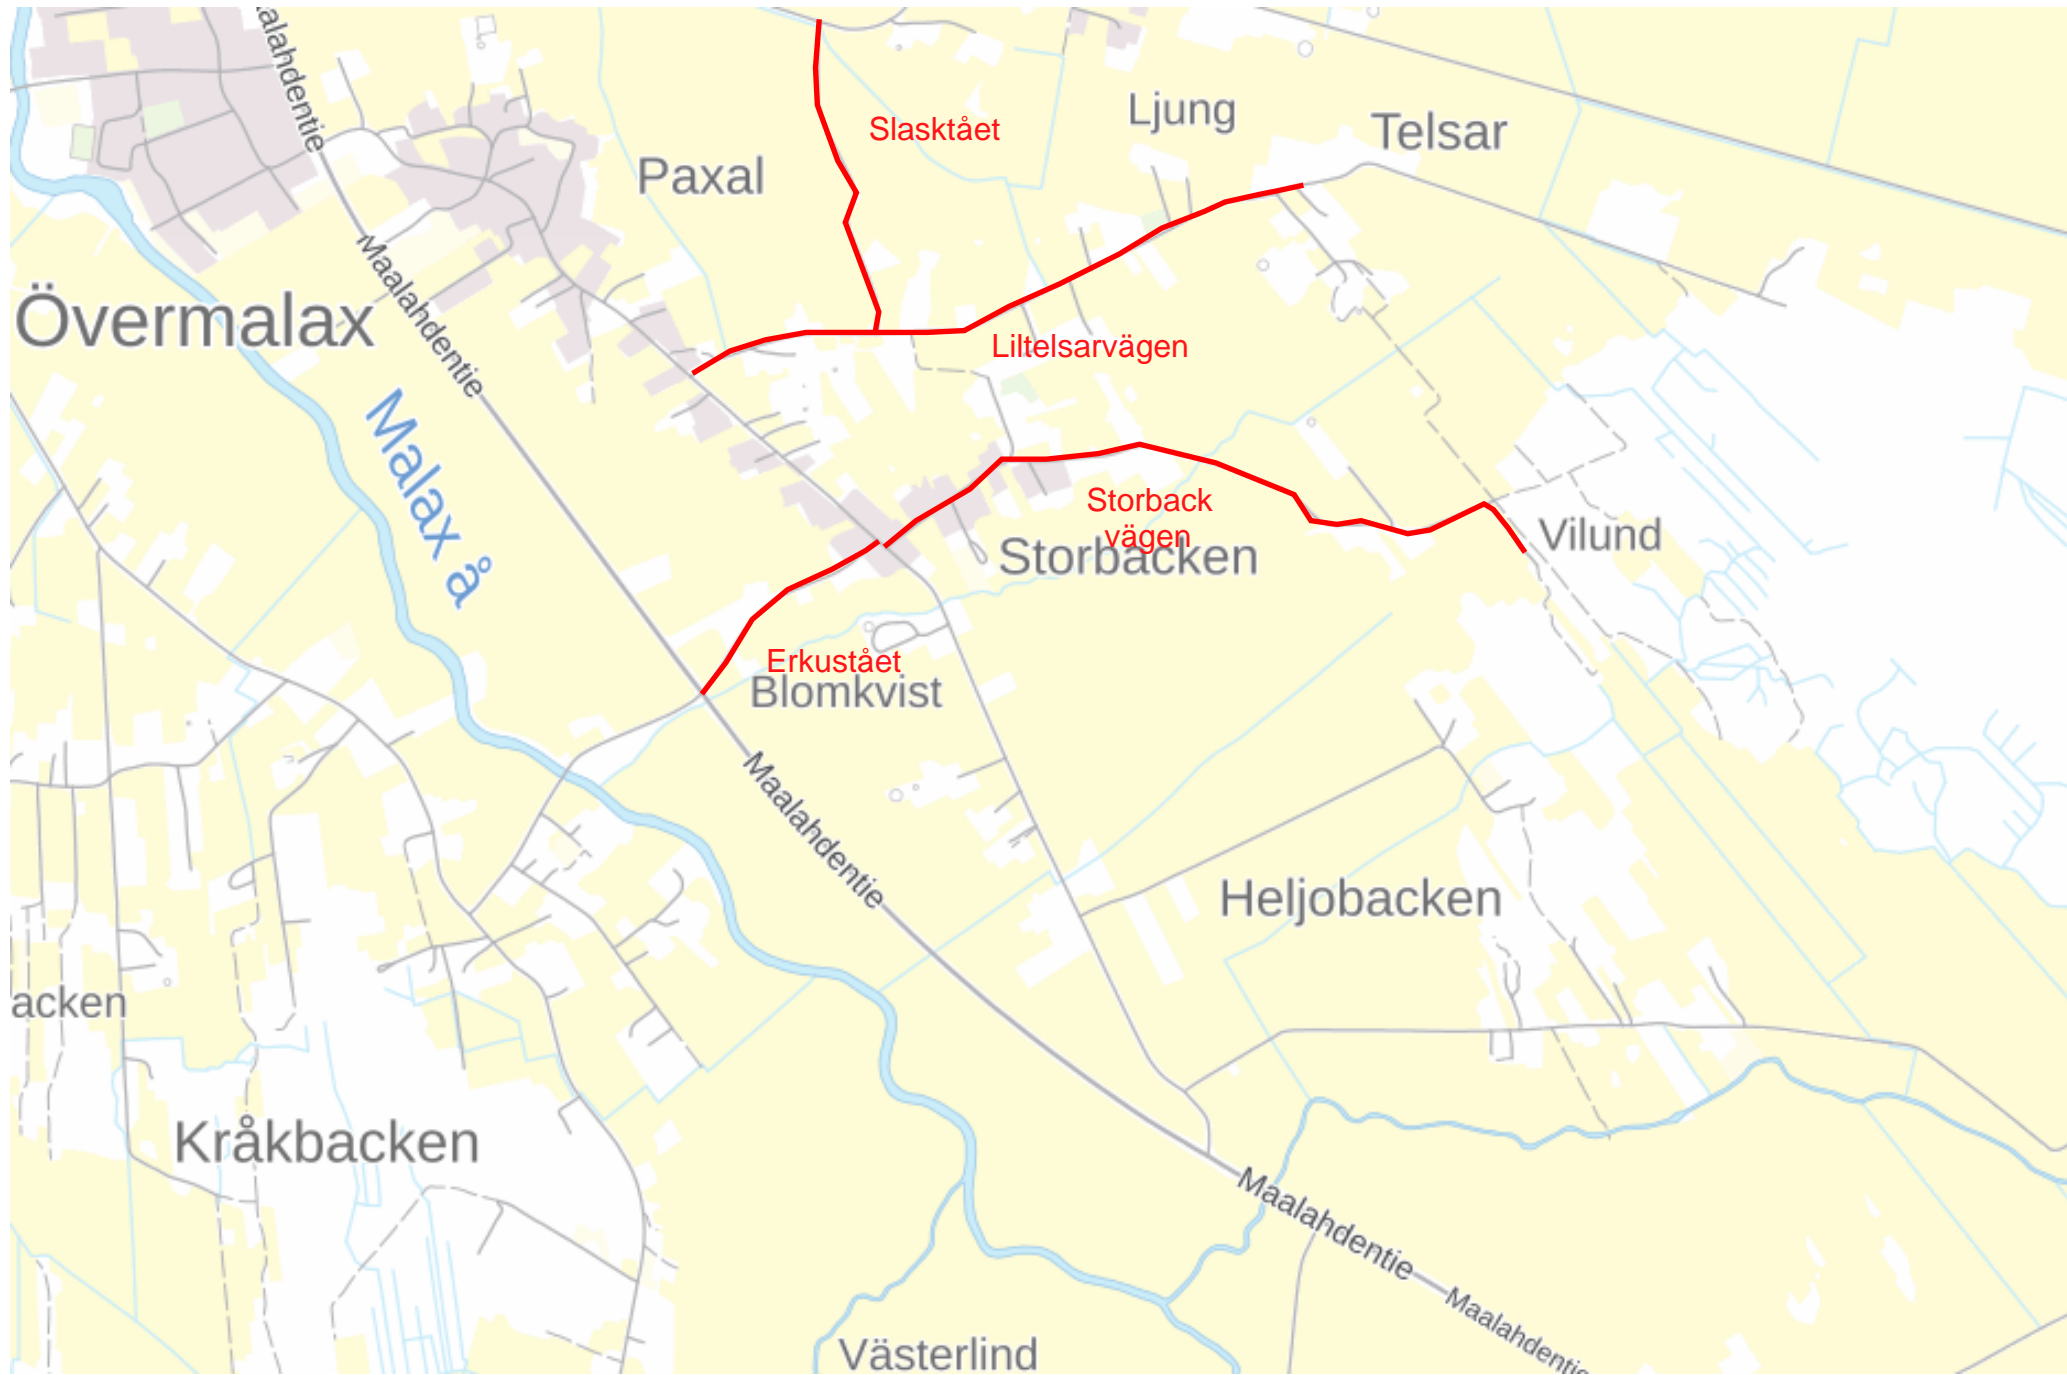 alahdentie
Slasktået
Ljung
Telsar
Paxal
Maalahdentie
Övermalax
Liltelsarvägen
Malax å
Storback
vägen
Vilund
Storbacken
Erkustået
Blomkvist
Maalahdentie
Heljobacken
acken
Kråkbacken
Maalahdentie
Maalahdentie
Västerlind